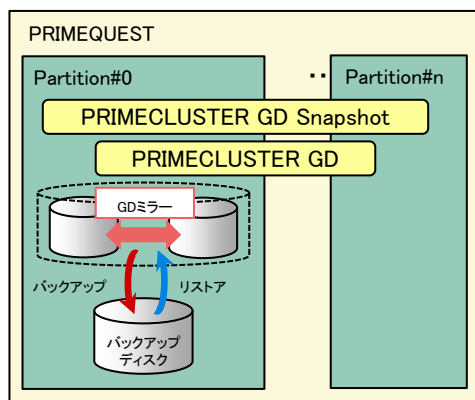 PRIMEQUEST
Partition#0
‥
Partition#n
PRIMECLUSTER GD Snapshot
PRIMECLUSTER GD
GDミラー
バックアップ
リストア
バックアップ
ディスク